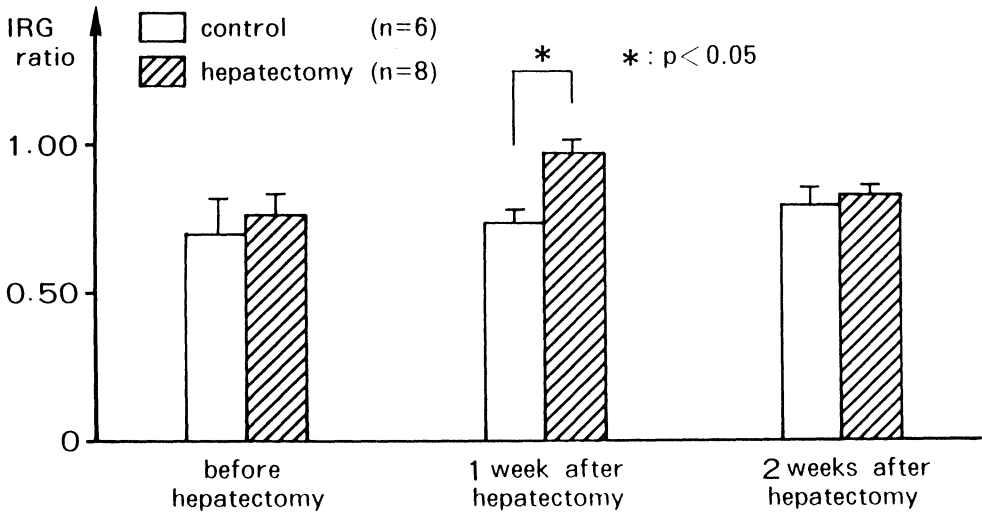 IRG
ratio
control (n=6)
hepatectomy (n=8)
*
* : p< 0.05
1.00
0.50
0
before
hepatectomy
1 week after
hepatectomy
2 weeks after
hepatectomy